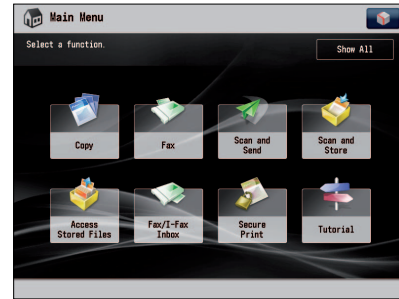 Main Menu
Select a function.
Show All
Copy
Fax
Scan and
Send
Scan and
Store
Access
Stored Files
Fax/I-Fax
Inbox
Secure
Print
Tutorial